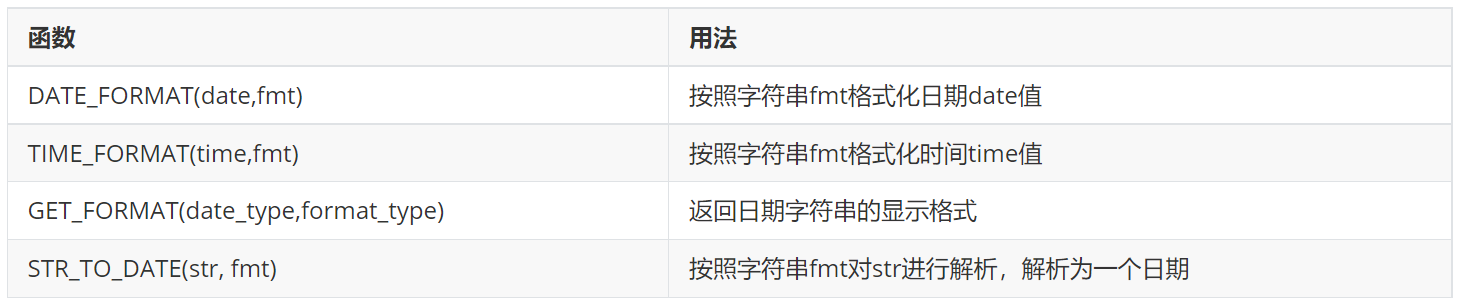 函数 用法
DATE_FORMAT(date,fmt) 按照字符串fmt格式化日期date值
TIME_FORMAT(time,fmt) 按照字符串fmt格式化时间time值
GET_FORMAT(date_type,format_type) 返回日期字符串的显示格式
STR_TO_DATE(str, fmt) 按照字符串fmt对str进行解析，解析为一个日期